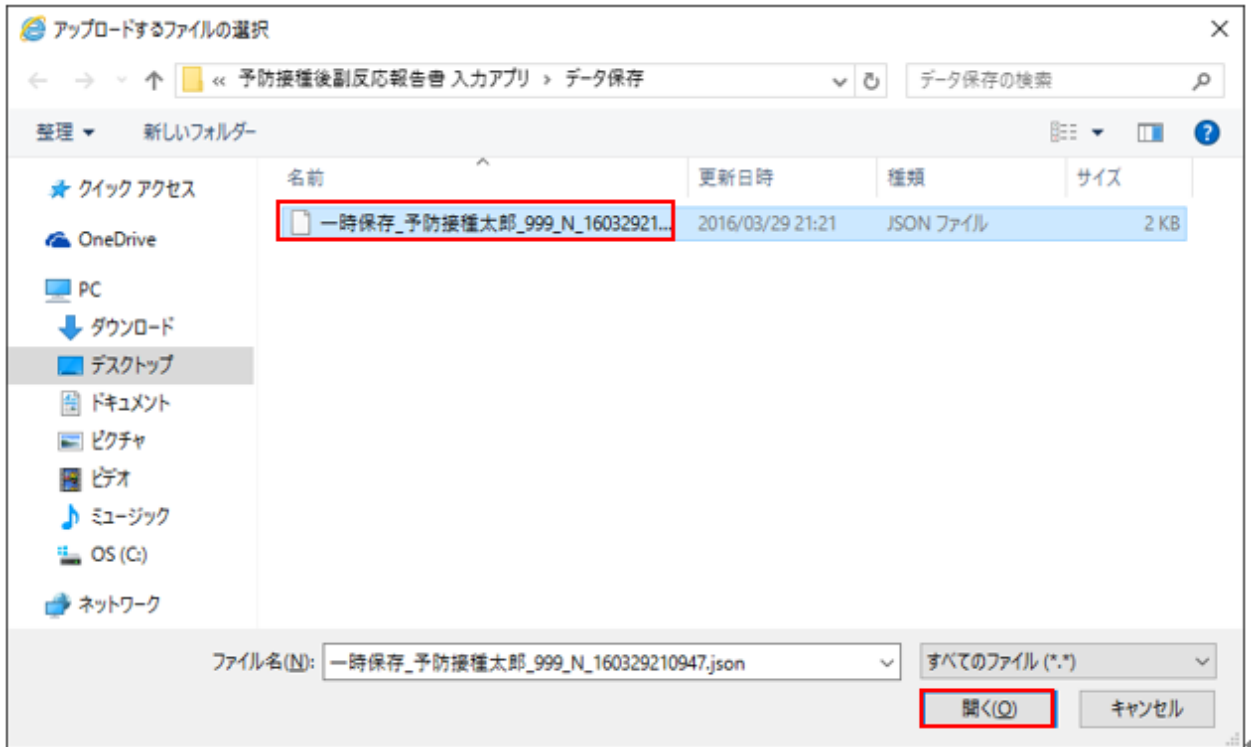 アップロードするファイルの選択
« 予防接種後副反応報告書 入力アプリ › データ保存
データ保存の検索
整理
新しいフォルダー
名前
更新日時
種類
サイズ
一時保存_予防接種太郎_999_N_16032921...
2016/03/29 21:21
JSON ファイル
2 KB
クイック アクセス
OneDrive
PC
ダウンロード
デスクトップ
ドキュメント
ピクチャ
ビデオ
ミュージック
OS (C:)
ネットワーク
ファイル名(N):
一時保存_予防接種太郎_999_N_160329210947.json
すべてのファイル (*.*)
開く(O)
キャンセル